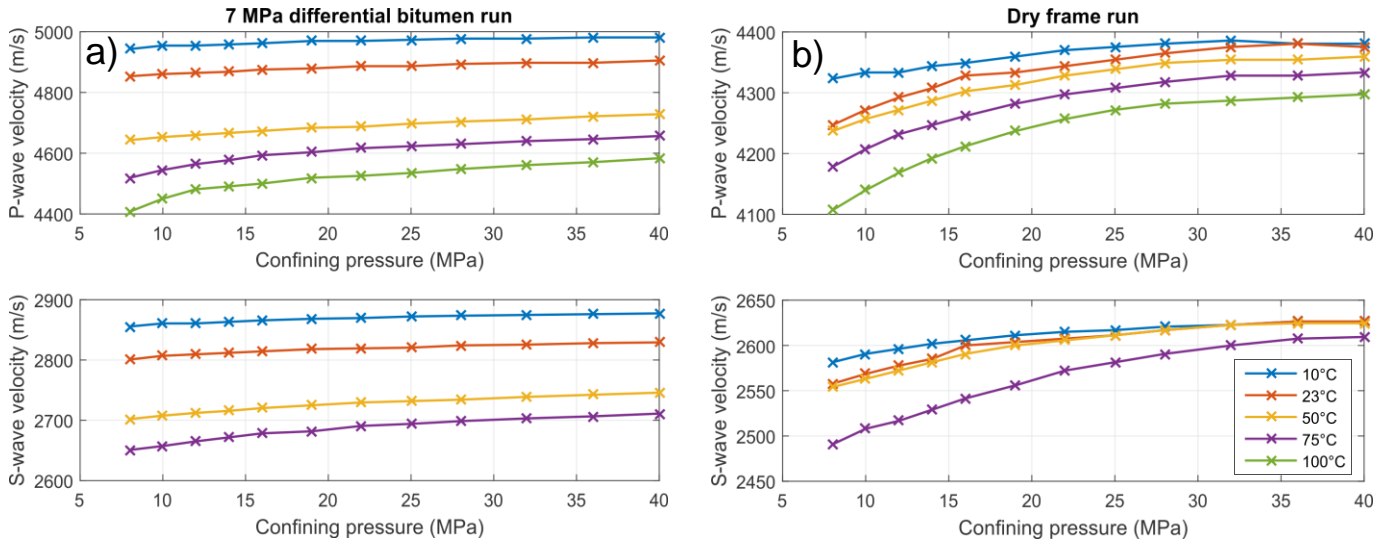 7 MPa differential bitumen run
a)
P-wave velocity (m/s)
5000
4800
4600
4400
5 10 15 20 25 30 35 40
Confining pressure (MPa)
Dry frame run
b)
P-wave velocity (m/s)
4400
4300
4200
4100
5 10 15 20 25 30 35 40
Confining pressure (MPa)
S-wave velocity (m/s)
2900
2800
2700
2600
5 10 15 20 25 30 35 40
Confining pressure (MPa)
S-wave velocity (m/s)
2650
2600
2550
2500
2450
5 10 15 20 25 30 35 40
Confining pressure (MPa)
10°C
23°C
50°C
75°C
100°C